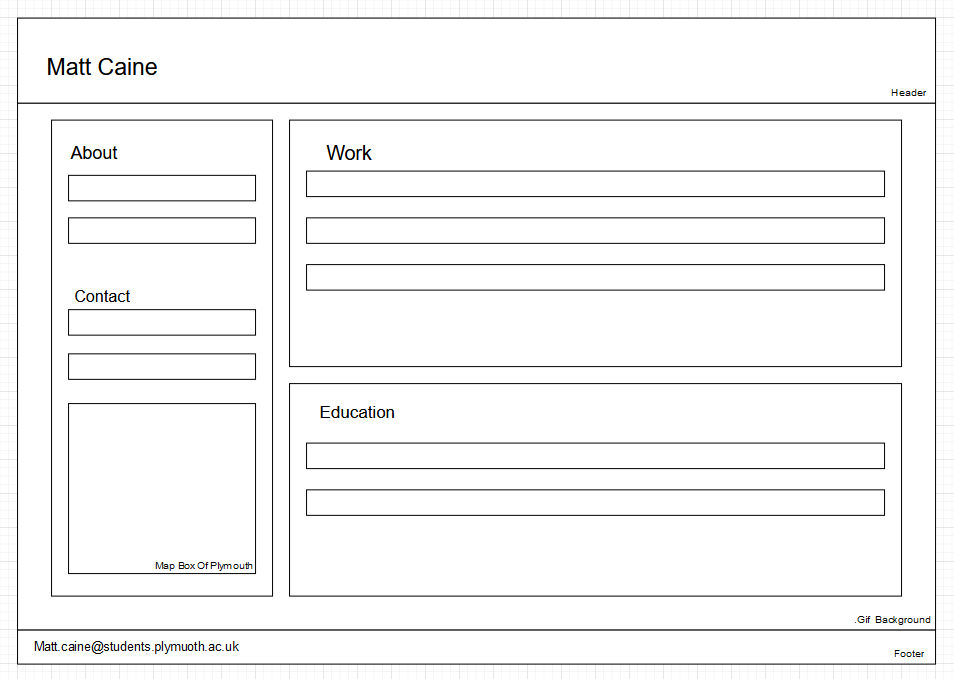 Matt Caine
Header
About
Contact
Map Box Of Plymouth
Work
Education
.Gif Background
Matt.caine@students.plymuoth.ac.uk
Footer